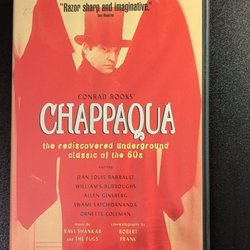 "Razor sharp and imaginative."
CONRAD ROOKS'
CHAPPAQUA
the rediscovered underground
classic of the 60s
starring
JEAN LOUIS BARRAULT
WILLIAM S. BURROUGHS
ALLEN GINSBERG
SWAMI SATCHIDANANDA
ORNETTE COLEMAN
music by
RAVI SHANKAR
and THE FUGS
cinematography by
ROBERT
FRANK